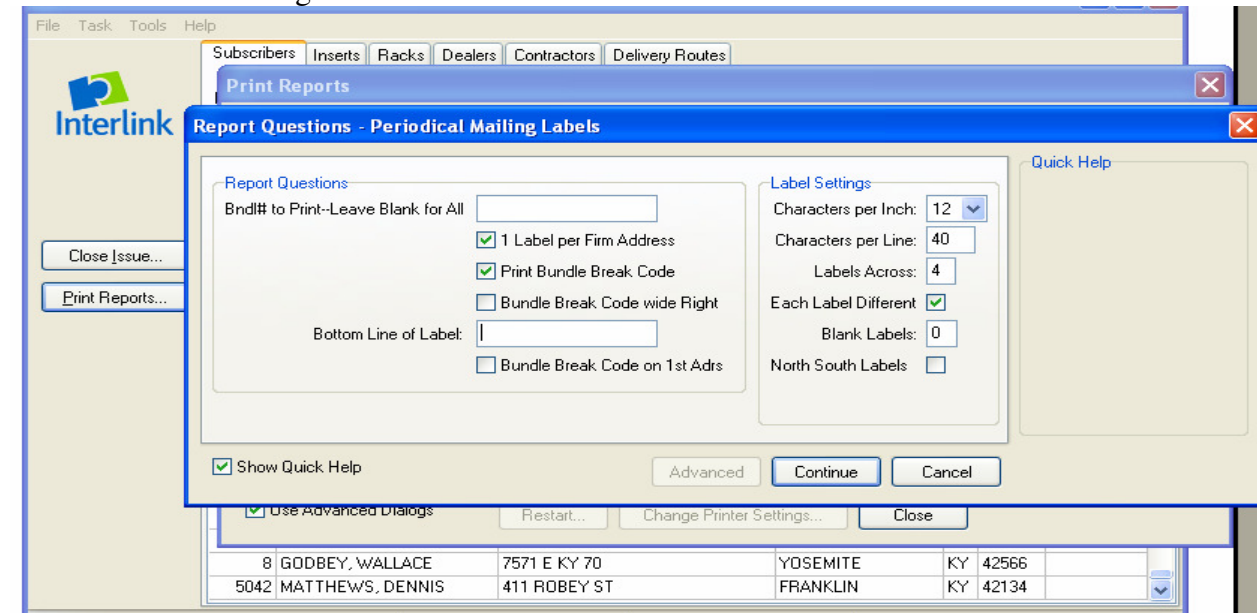 File Task Tools Help
Subscribers Inserts Racks Dealers Contractors Delivery Routes
Print Reports
Interlink
Report Questions - Periodical Mailing Labels
Quick Help
Report Questions
Label Settings
Bndl# to Print--Leave Blank for All
Characters per Inch: 12
1 Label per Firm Address
Characters per Line: 40
Close Issue...
Print Bundle Break Code
Labels Across: 4
Print Reports...
Bundle Break Code wide Right
Each Label Different
Bottom Line of Label:
Blank Labels: 0
Bundle Break Code on 1st Adrs
North South Labels
Show Quick Help
Advanced Continue Cancel
Use Advanced Dialogs Restart... Change Printer Settings... Close
8 GODBEY, WALLACE 7571 E KY 70 YOSEMITE KY 42566
5042 MATTHEWS, DENNIS 411 ROBEY ST FRANKLIN KY 42134